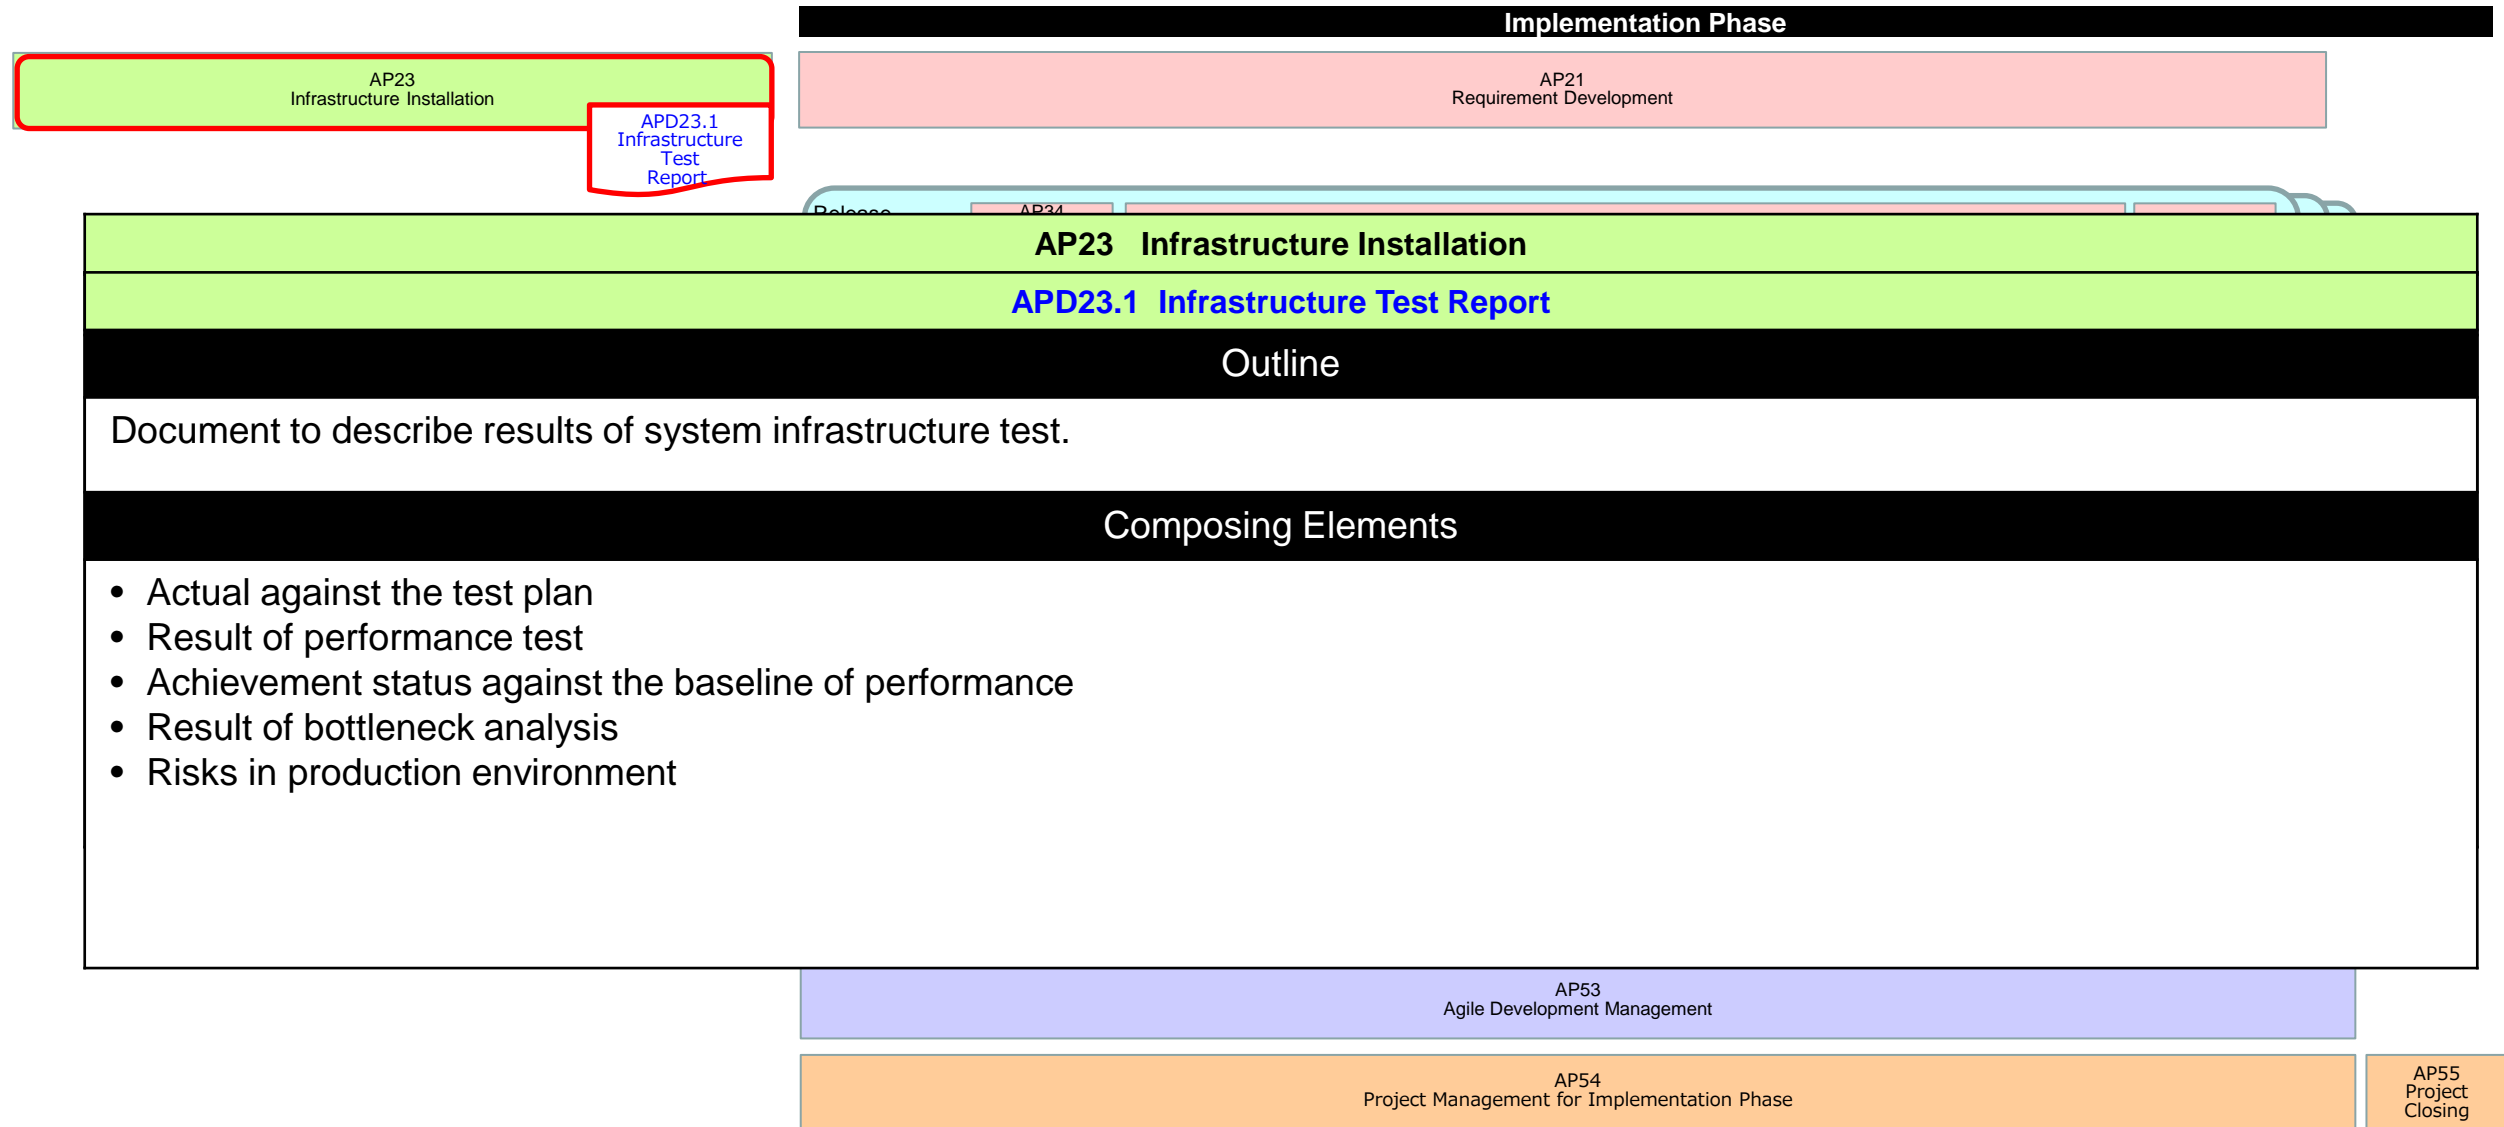 Implementation Phase
AP23
Infrastructure Installation
AP21
Requirement Development
APD23.1
Infrastructure
Test
Report
Release
AP34
AP23 Infrastructure Installation
APD23.1 Infrastructure Test Report
Outline
Document to describe results of system infrastructure test.
Composing Elements
• Actual against the test plan
• Result of performance test
• Achievement status against the baseline of performance
• Result of bottleneck analysis
• Risks in production environment
AP53
Agile Development Management
AP54
Project Management for Implementation Phase
AP55
Project
Closing